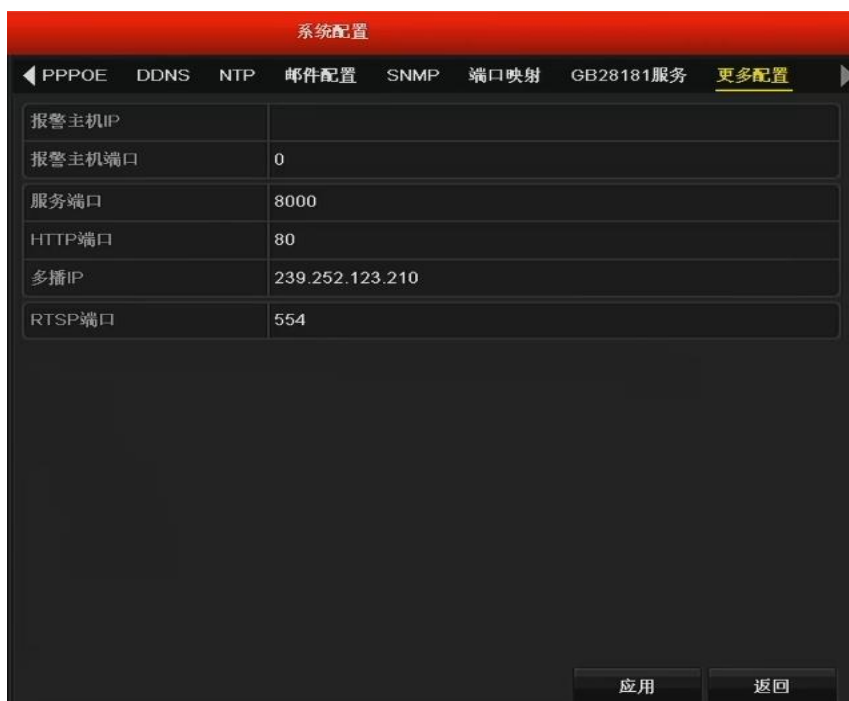 系统配置
PPPOE DDNS NTP 邮件配置 SNMP 端口映射 GB28181服务 更多配置
报警主机IP
报警主机端口 0
服务端口 8000
HTTP端口 80
多播IP 239.252.123.210
RTSP端口 554
应用 返回